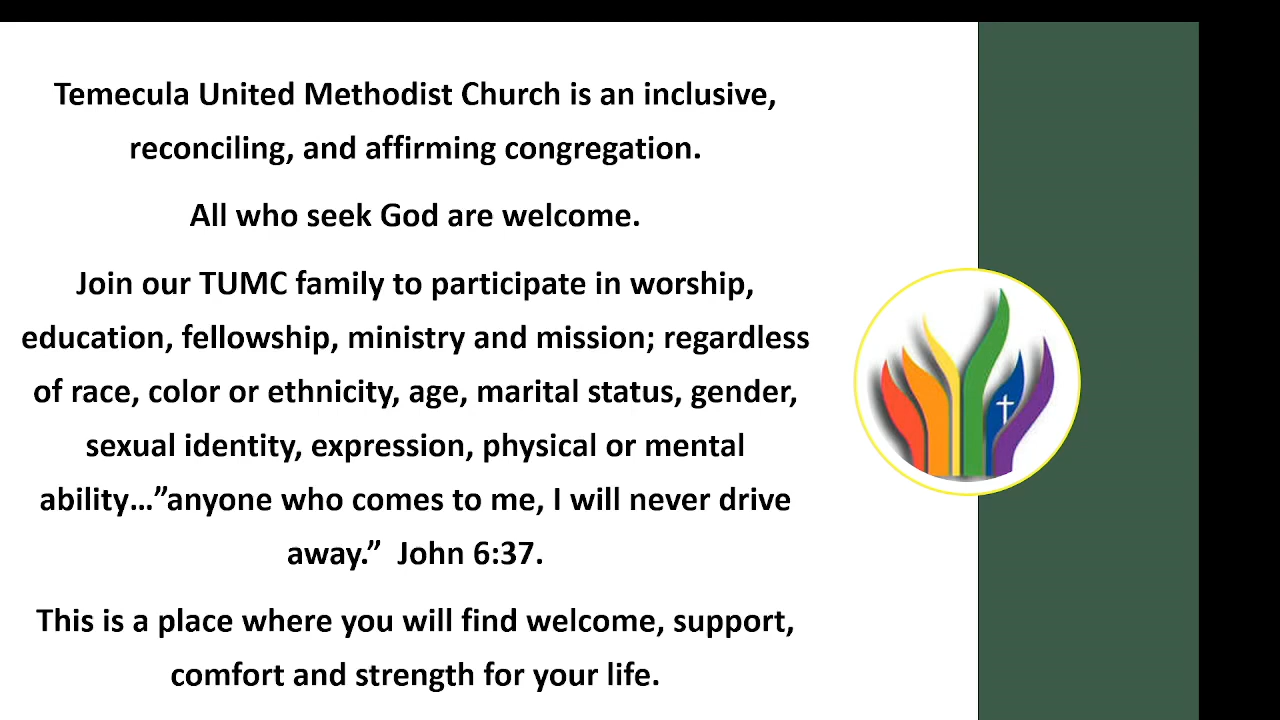 Temecula United Methodist Church is an inclusive,
reconciling, and affirming congregation.
All who seek God are welcome.
Join our TUMC family to participate in worship,
education, fellowship, ministry and mission; regardless
of race, color or ethnicity, age, marital status, gender,
sexual identity, expression, physical or mental
ability…”anyone who comes to me, I will never drive
away.”  John 6:37.
This is a place where you will find welcome, support,
comfort and strength for your life.